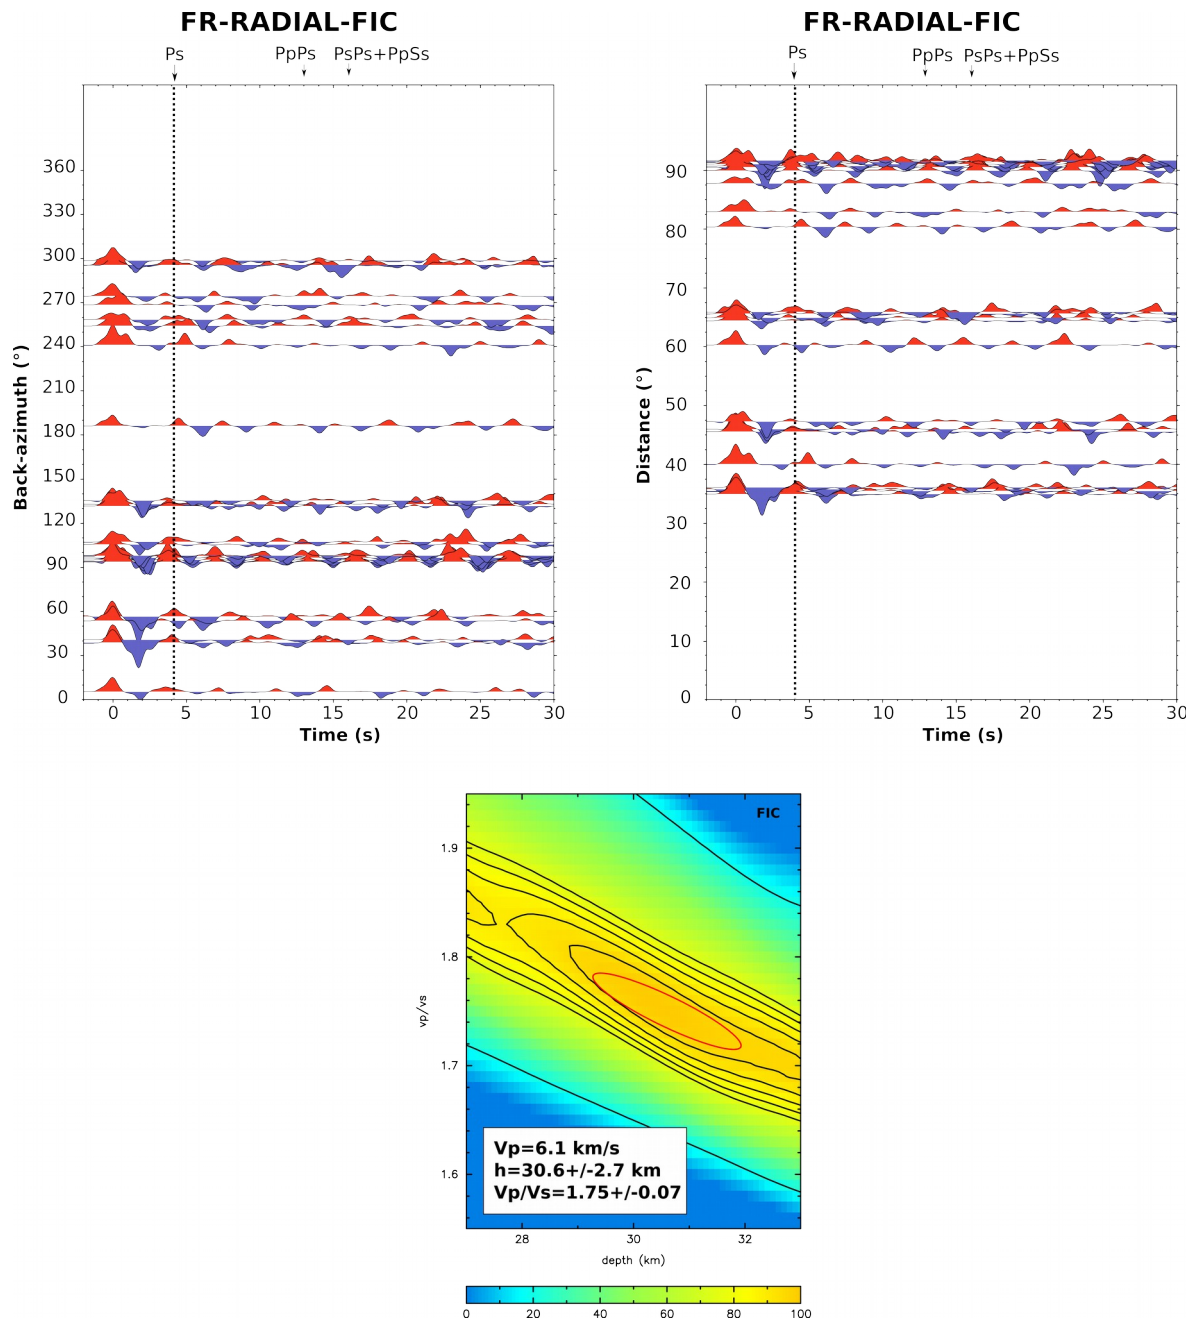 FR-RADIAL-FIC
Ps
PpPs
PsPs+PpSs
Back-azimuth (°)
360
330
300
270
240
210
180
150
120
90
60
30
0
0 5 10 15 20 25 30
Time (s)
FR-RADIAL-FIC
Ps
PpPs
PsPs+PpSs
Distance (°)
90
80
70
60
50
40
30
20
10
0
0 5 10 15 20 25 30
Time (s)
FIC
vp/vs
1.9
1.8
1.7
1.6
Vp=6.1 km/s
h=30.6+/-2.7 km
Vp/Vs=1.75+/-0.07
28 30 32
depth (km)
0 20 40 60 80 100